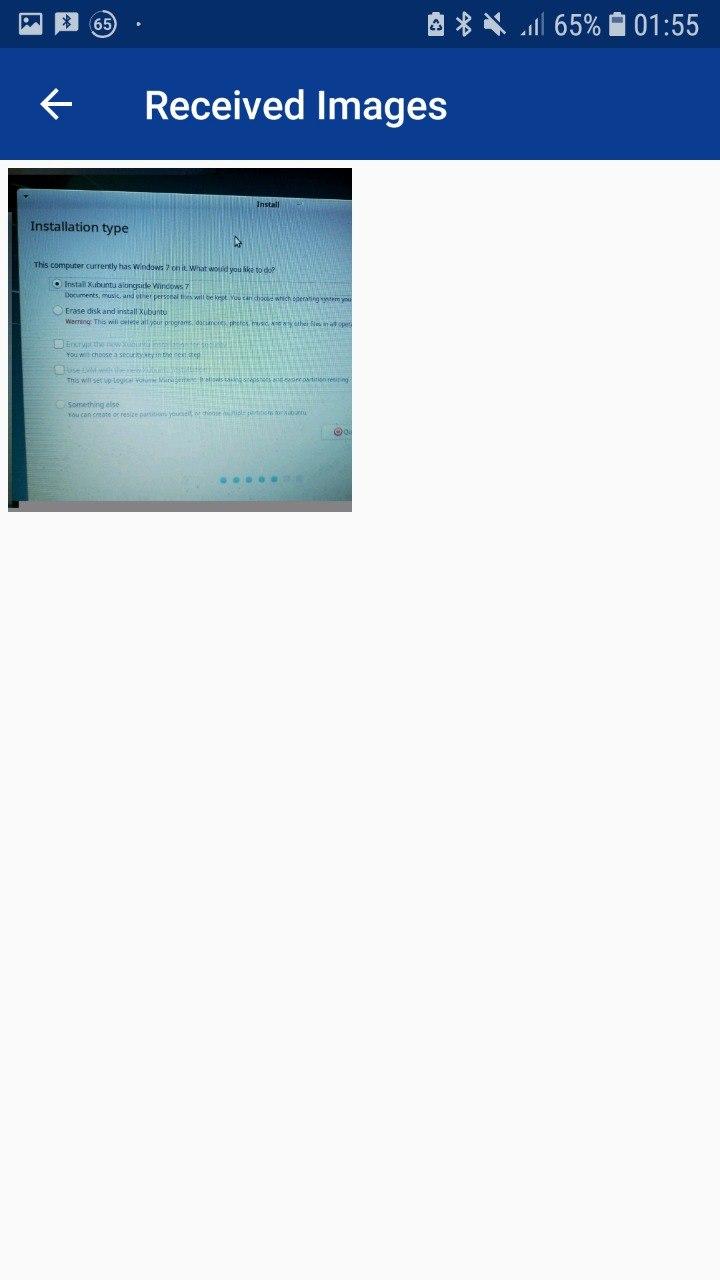 65
65% 01:55
Received Images
Install
Installation type
This computer currently has Windows 7 on it. What would you like to do?
Install Xubuntu alongside Windows 7
Documents, music, and other personal files will be kept. You can choose which operating system you
Erase disk and install Xubuntu
Warning: This will delete all your programs, documents, photos, music, and any other files in all
Encrypt the new Xubuntu installation for security
You will choose a security key in the next step
Use LVM with the new Xubuntu installation
This will set up Logical Volume Management. It allows taking snapshots and easier partition resizing
Something else
You can create or resize partitions yourself, or choose multiple partitions for Xubuntu.